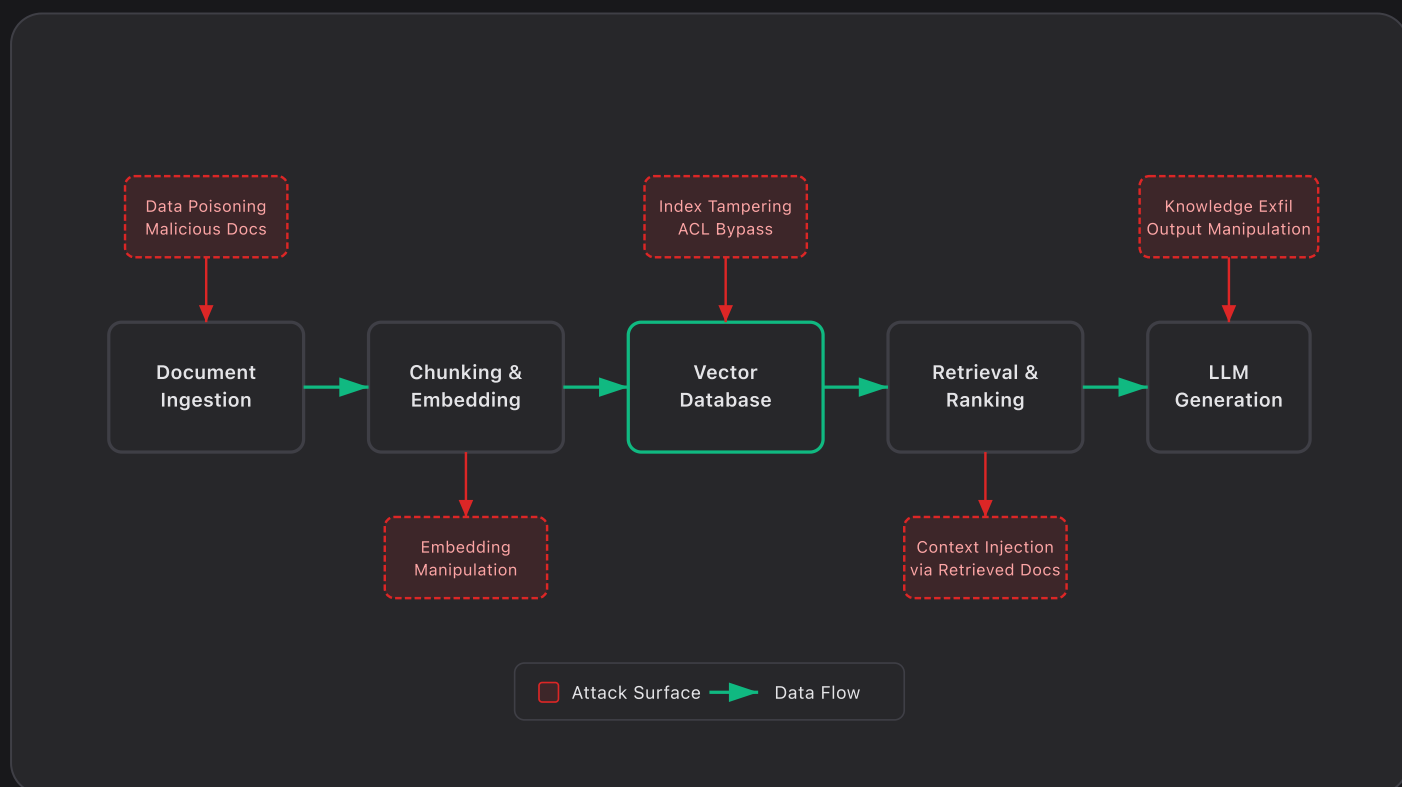 Data Poisoning
Malicious Docs
Index Tampering
ACL Bypass
Knowledge Exfil
Output Manipulation
Document
Ingestion
Chunking &
Embedding
Vector
Database
Retrieval &
Ranking
LLM
Generation
Embedding
Manipulation
Context Injection
via Retrieved Docs
Attack Surface
Data Flow